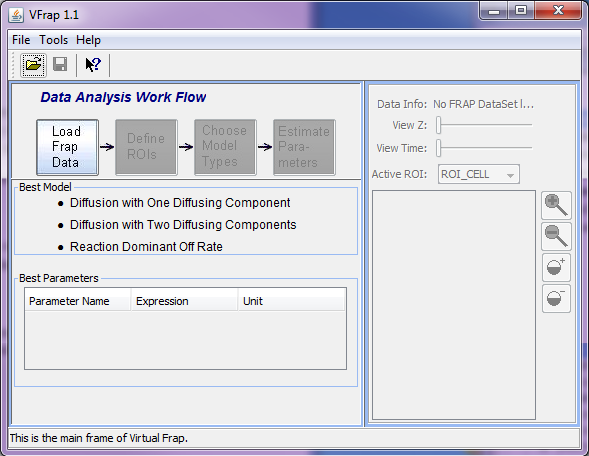 VFrap 1.1
File Tools Help
Data Analysis Work Flow
Load
Frap
Data
Define
ROIs
Choose
Model
Types
Estimate
Para-
meters
Best Model
Diffusion with One Diffusing Component
Diffusion with Two Diffusing Components
Reaction Dominant Off Rate
Best Parameters
Parameter Name Expression Unit
Data Info: No FRAP DataSet l...
View Z:
View Time:
Active ROI: ROI_CELL
This is the main frame of Virtual Frap.